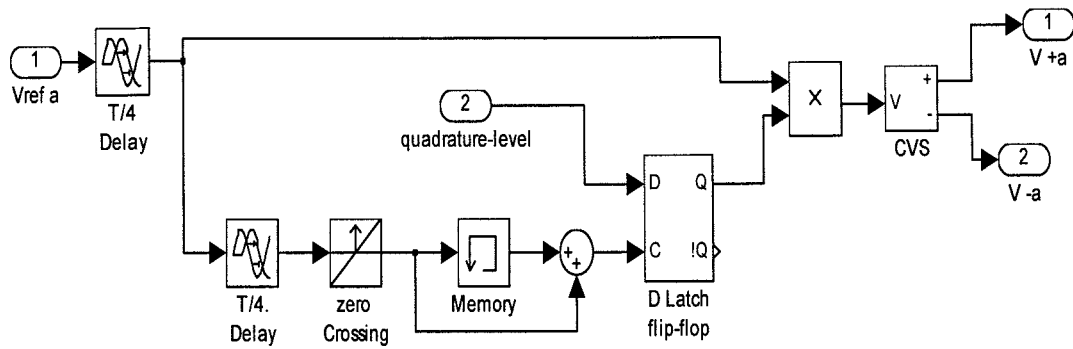 1
Vref a
T/4
Delay
2
quadrature-level
X
V
+
-
CVS
1
V +a
2
V -a
D
Q
C
!Q
D Latch
flip-flop
T/4.
Delay
zero
Crossing
Memory
+
+